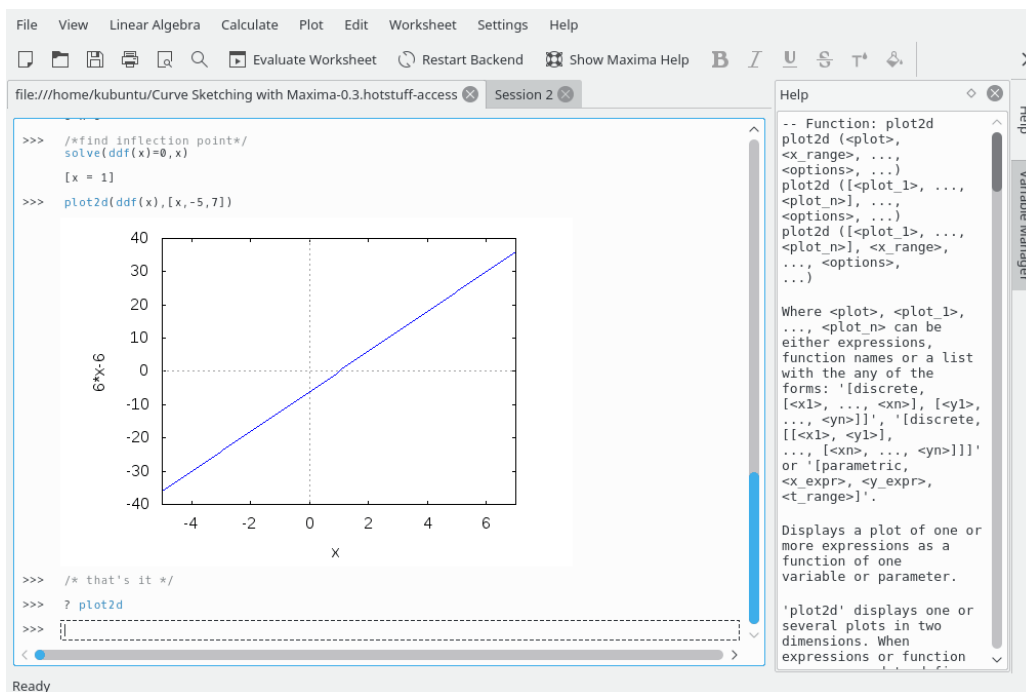 File View Linear Algebra Calculate Plot Edit Worksheet Settings Help
Evaluate Worksheet Restart Backend Show Maxima Help B I U S T
file:///home/kubuntu/Curve Sketching with Maxima-0.3.hotstuff-access Session 2
>>> /*find inflection point*/
solve(ddf(x)=0,x)
[x = 1]
>>> plot2d(ddf(x),[x,-5,7])
40
30
20
10
0
-10
-20
-30
-40
6*x-6
-4 -2 0 2 4 6
x
>>> /* that's it */
>>> ? plot2d
>>>
Help
-- Function: plot2d
plot2d (<plot>,
<x_range>, ...,
<options>, ...)
plot2d ([<plot_1>, ...,
<plot_n>], ...,
<options>, ...)
plot2d ([<plot_1>, ...,
<plot_n>], <x_range>,
..., <options>,
...)
Where <plot>, <plot_1>,
..., <plot_n> can be
either expressions,
function names or a list
with the any of the
forms: '[discrete,
[<x1>, ..., <xn>], [<y1>,
..., <yn>]]', '[discrete,
[[<x1>, <y1>],
..., [<xn>, ..., <yn>]]]'
or '[parametric,
<x_expr>, <y_expr>,
<t_range>]'.
Displays a plot of one or
more expressions as a
function of one
variable or parameter.
'plot2d' displays one or
several plots in two
dimensions. When
expressions or function
Help
Variable Manager
Ready